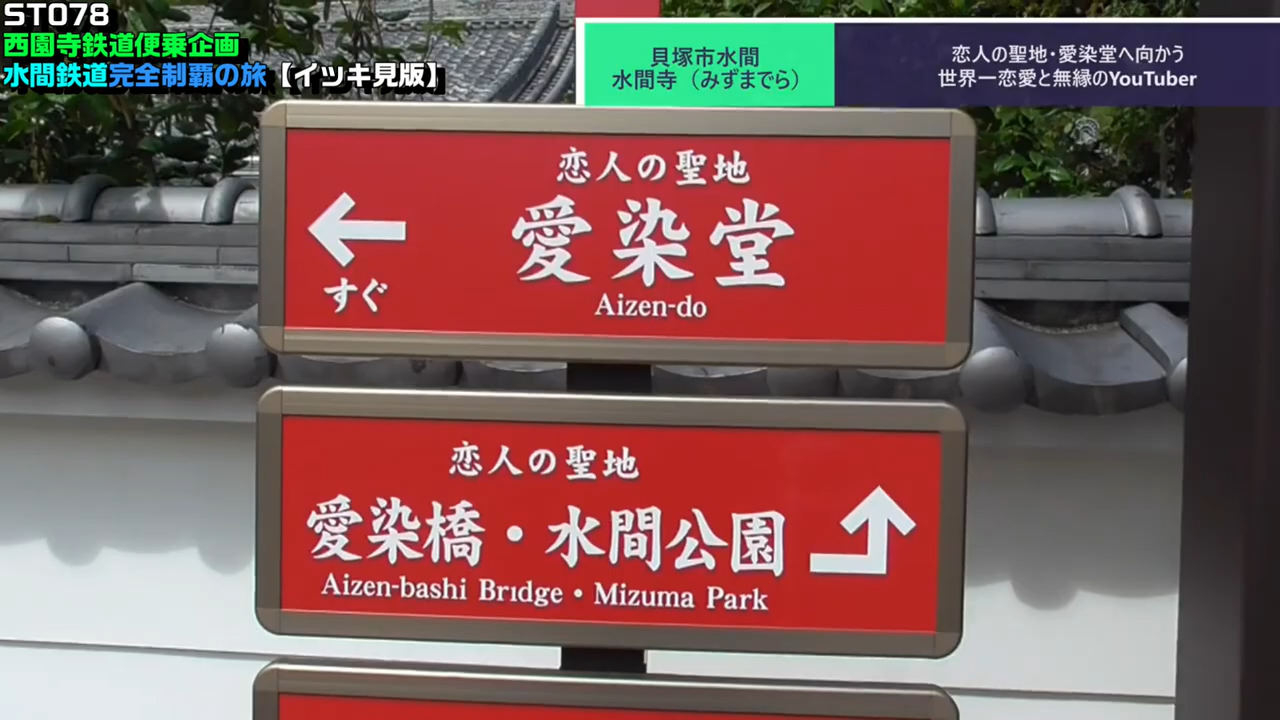 ST078
西園寺鉄道便乗企画
水間鉄道完全制覇の旅【イツキ見版】
貝塚市水間
水間寺（みずまでら）
恋人の聖地・愛染堂へ向かう
世界一恋愛と無縁のYouTuber
恋人の聖地
愛染堂
Aizen-do
すぐ
恋人の聖地
愛染橋・水間公園
Aizen-bashi Bridge・Mizuma Park